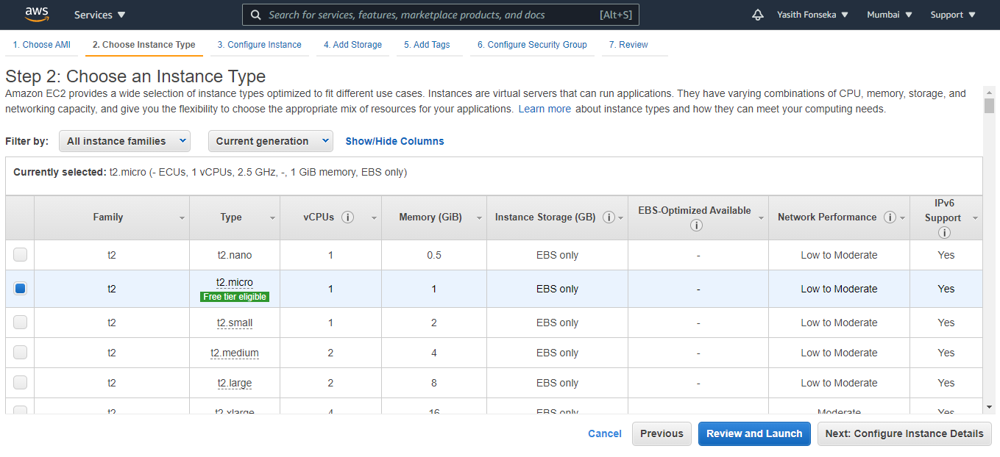 aws Services Search for services, features, marketplace products, and docs [Alt+S] Yasith Fonseka Mumbai Support
1. Choose AMI 2. Choose Instance Type 3. Configure Instance 4. Add Storage 5. Add Tags 6. Configure Security Group 7. Review
Step 2: Choose an Instance Type
Amazon EC2 provides a wide selection of instance types optimized to fit different use cases. Instances are virtual servers that can run applications. They have varying combinations of CPU, memory, storage, and
networking capacity, and give you the flexibility to choose the appropriate mix of resources for your applications. Learn more about instance types and how they can meet your computing needs.
Filter by: All instance families Current generation Show/Hide Columns
Currently selected: t2.micro (- ECUs, 1 vCPUs, 2.5 GHz, -, 1 GiB memory, EBS only)
Family Type vCPUs i Memory (GiB) Instance Storage (GB) i EBS-Optimized Available i Network Performance i IPv6 Support i
t2 t2.nano 1 0.5 EBS only - Low to Moderate Yes
t2 t2.micro 1 1 EBS only - Low to Moderate Yes
Free tier eligible
t2 t2.small 1 2 EBS only - Low to Moderate Yes
t2 t2.medium 2 4 EBS only - Low to Moderate Yes
t2 t2.large 2 8 EBS only - Low to Moderate Yes
t2 t2.xlarge 4 16 EBS only Moderate Yes
Cancel Previous Review and Launch Next: Configure Instance Details